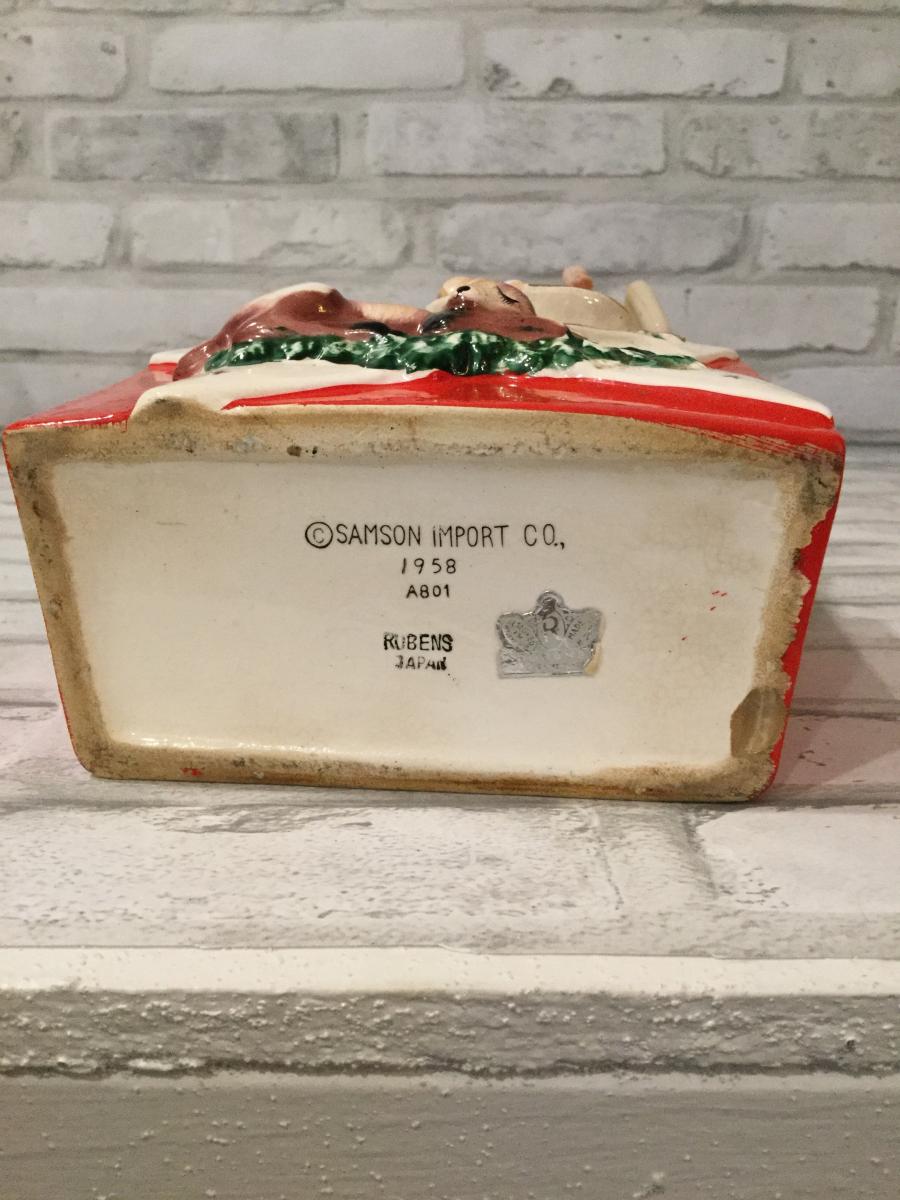 ©SAMSON IMPORT CO.,
1958
A801
RUBENS
JAPAN
R